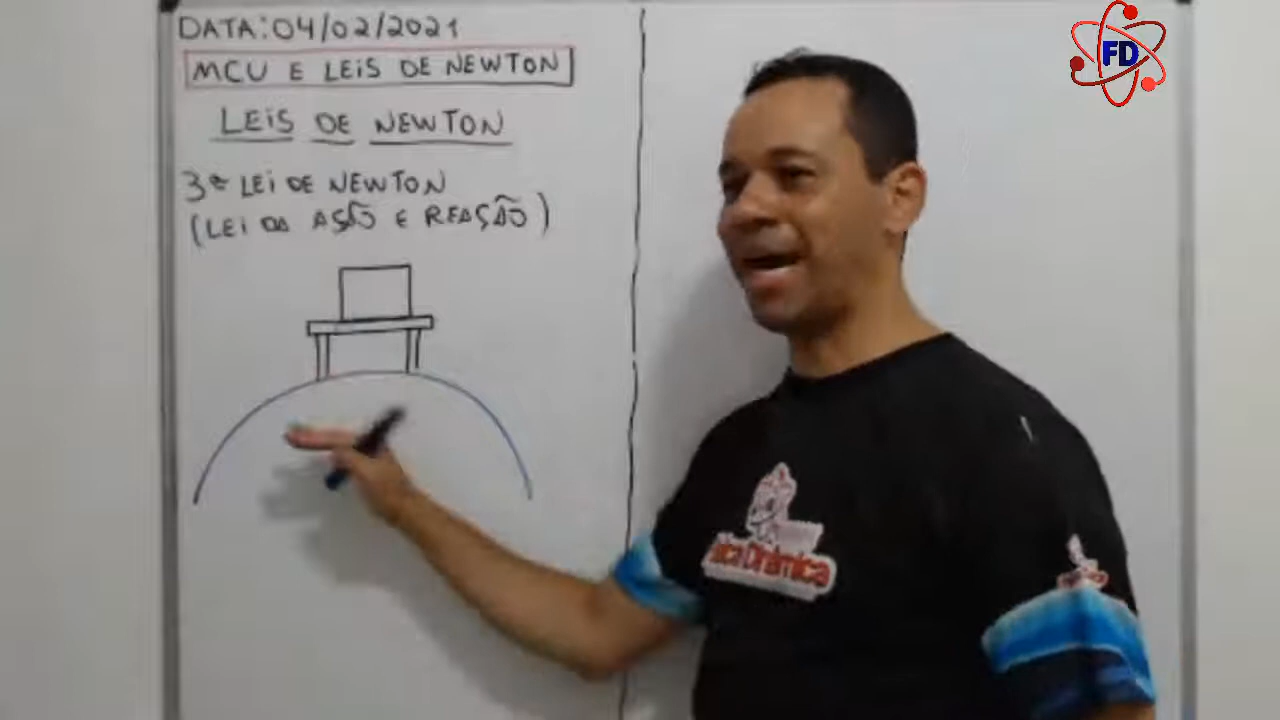 DATA: 04/02/2021
MCU E LEIS DE NEWTON
LEIS DE NEWTON
3ª LEI DE NEWTON
(LEI DA AÇÃO E REAÇÃO)
FD
Dinâmica